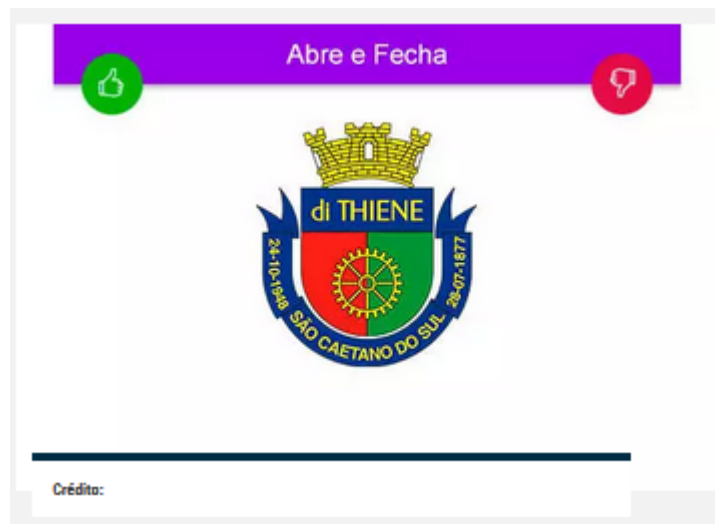 Abre e Fecha
di THIENE
24-10-1948 SÃO CAETANO DO SUL 28-07-1877
Crédito: